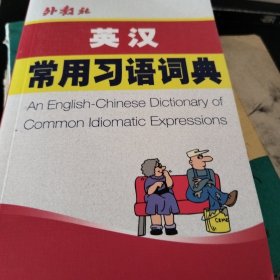 外教社
英汉
常用习语词典
An English-Chinese Dictionary of
Common Idiomatic Expressions